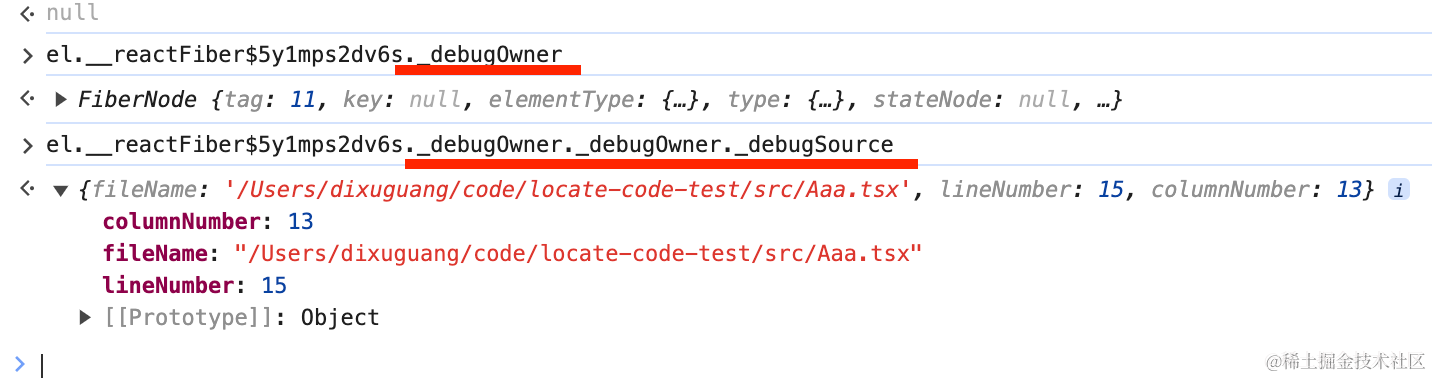 null
el.__reactFiber$5y1mps2dv6s._debugOwner
FiberNode {tag: 11, key: null, elementType: {…}, type: {…}, stateNode: null, …}
el.__reactFiber$5y1mps2dv6s._debugOwner._debugOwner._debugSource
{fileName: '/Users/dixuguang/code/locate-code-test/src/Aaa.tsx', lineNumber: 15, columnNumber: 13} i
columnNumber: 13
fileName: "/Users/dixuguang/code/locate-code-test/src/Aaa.tsx"
lineNumber: 15
[[Prototype]]: Object
@稀土掘金技术社区